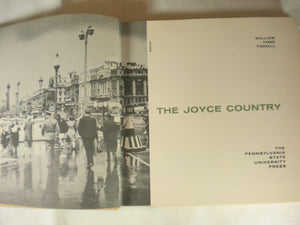 WILLIAM
YORK
TINDALL
THE JOYCE COUNTRY
THE
PENNSYLVANIA
STATE
UNIVERSITY
PRESS